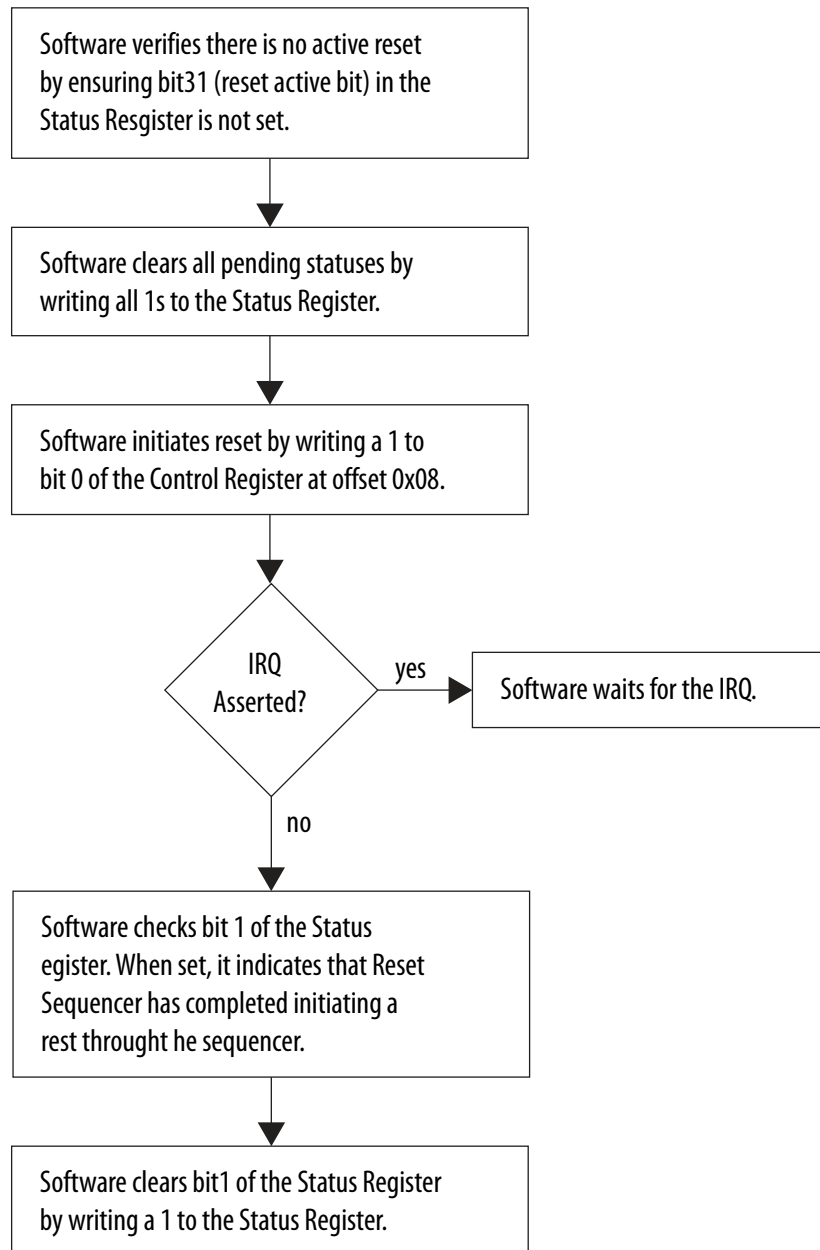 Software verifies there is no active reset
by ensuring bit31 (reset active bit) in the
Status Resgister is not set.
Software clears all pending statuses by
writing all 1s to the Status Register.
Software initiates reset by writing a 1 to
bit 0 of the Control Register at offset 0x08.
IRQ
Asserted?
yes
Software waits for the IRQ.
no
Software checks bit 1 of the Status
egister. When set, it indicates that Reset
Sequencer has completed initiating a
rest throught he sequencer.
Software clears bit1 of the Status Register
by writing a 1 to the Status Register.